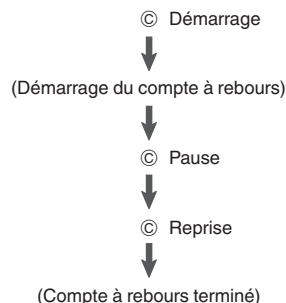 Ⓒ Démarrage
(Démarrage du compte à rebours)
Ⓒ Pause
Ⓒ Reprise
(Compte à rebours terminé)